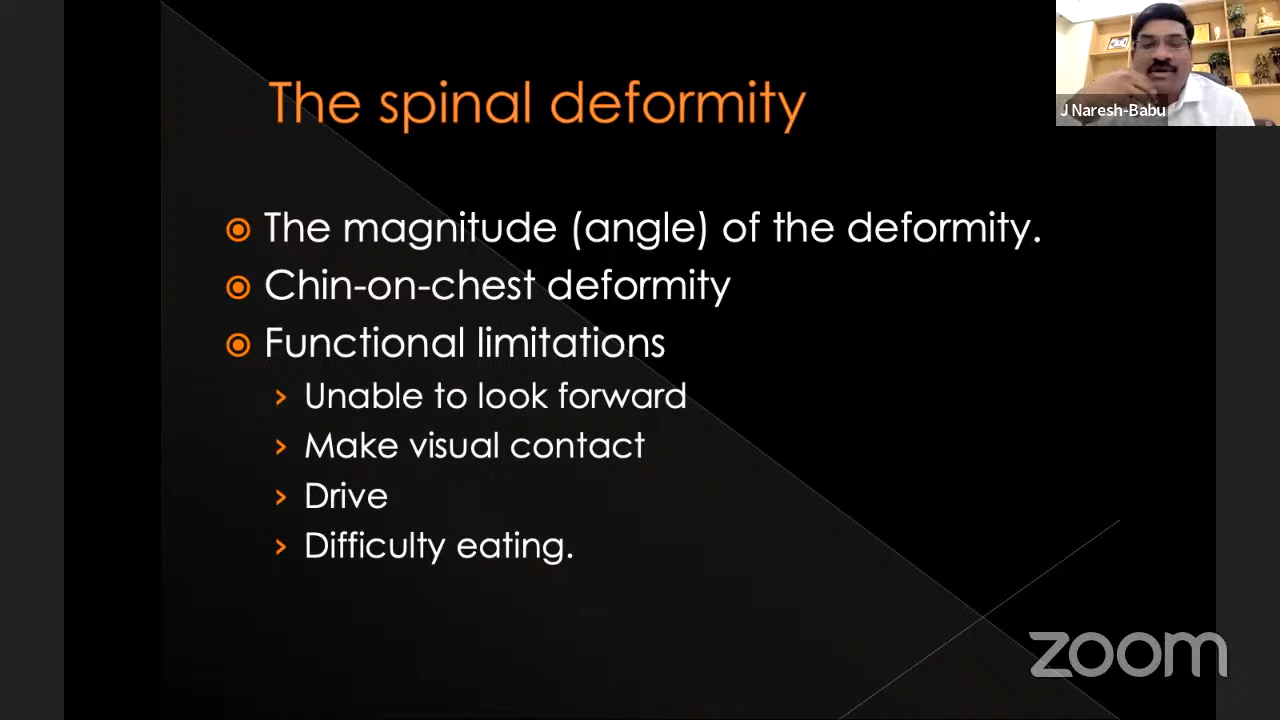 The spinal deformity
The magnitude (angle) of the deformity.
Chin-on-chest deformity
Functional limitations
Unable to look forward
Make visual contact
Drive
Difficulty eating.
J Naresh-Babu
zoom